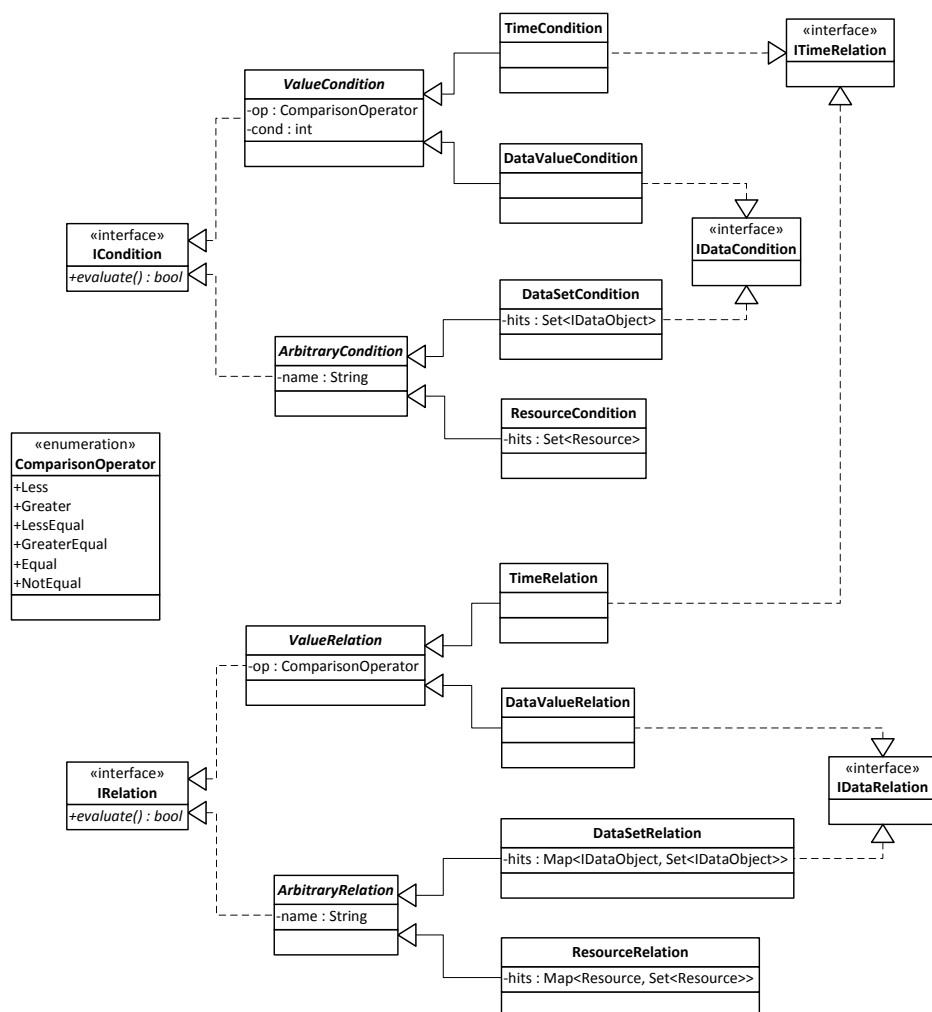 TimeCondition
«interface»
ITimeRelation
ValueCondition
-op : ComparisonOperator
-cond : int
DataValueCondition
«interface»
ICondition
+evaluate() : bool
«interface»
IDataCondition
DataSetCondition
-hits : Set<IDataObject>
ArbitraryCondition
-name : String
ResourceCondition
-hits : Set<Resource>
«enumeration»
ComparisonOperator
+Less
+Greater
+LessEqual
+GreaterEqual
+Equal
+NotEqual
TimeRelation
ValueRelation
-op : ComparisonOperator
DataValueRelation
«interface»
IRelation
+evaluate() : bool
«interface»
IDataRelation
DataSetRelation
-hits : Map<IDataObject, Set<IDataObject>>
ArbitraryRelation
-name : String
ResourceRelation
-hits : Map<Resource, Set<Resource>>